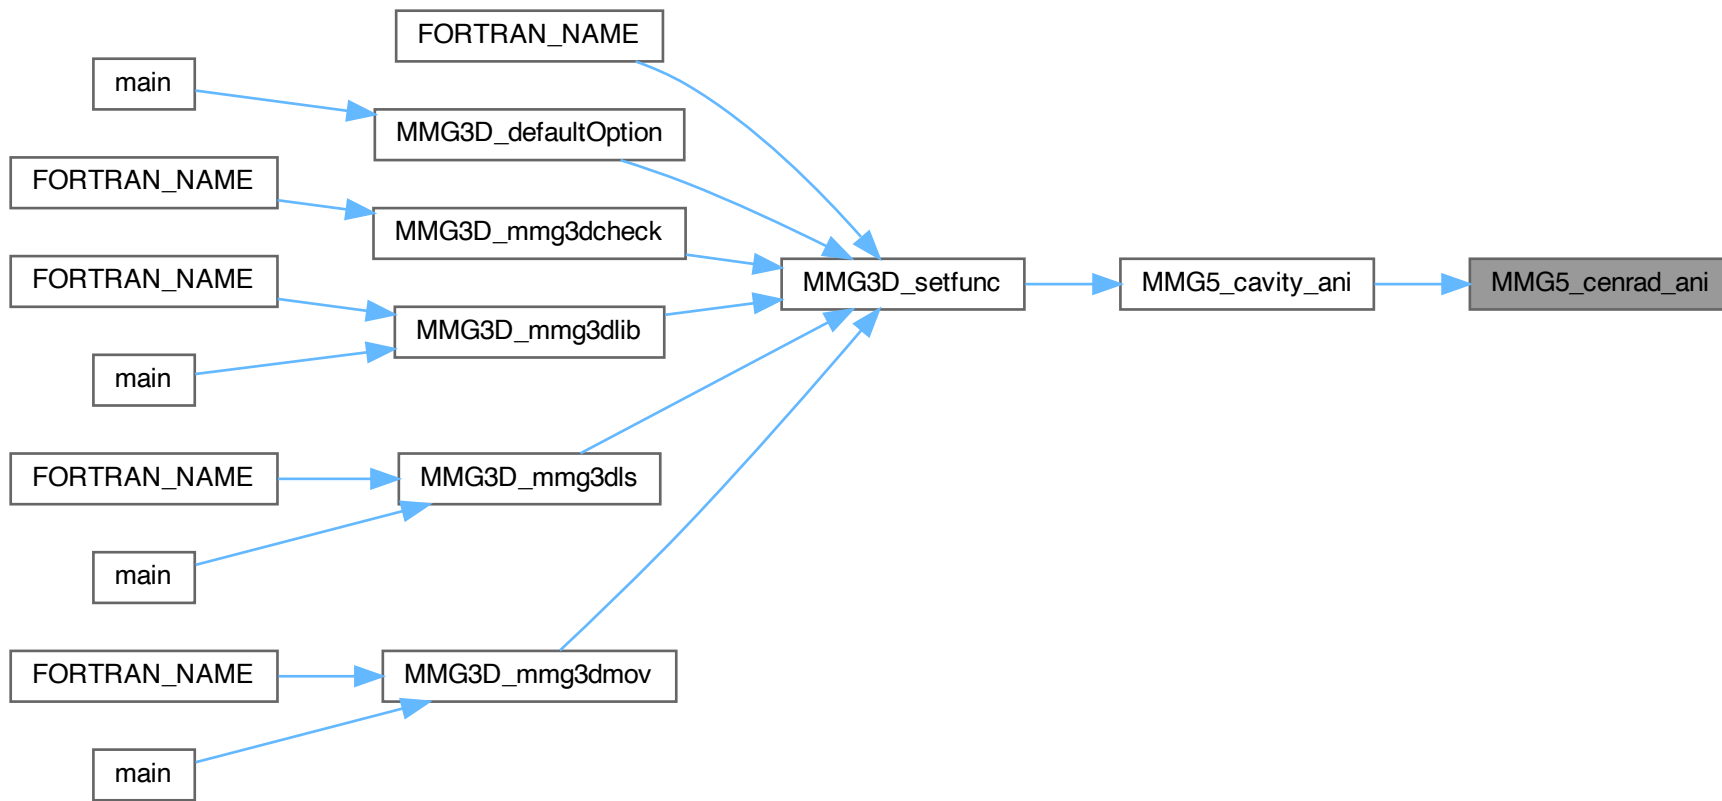 FORTRAN_NAME
main
MMG3D_defaultOption
FORTRAN_NAME
MMG3D_mmg3dcheck
FORTRAN_NAME
MMG3D_setfunc
MMG5_cavity_ani
MMG5_cenrad_ani
MMG3D_mmg3dlib
main
FORTRAN_NAME
MMG3D_mmg3dls
main
FORTRAN_NAME
MMG3D_mmg3dmov
main